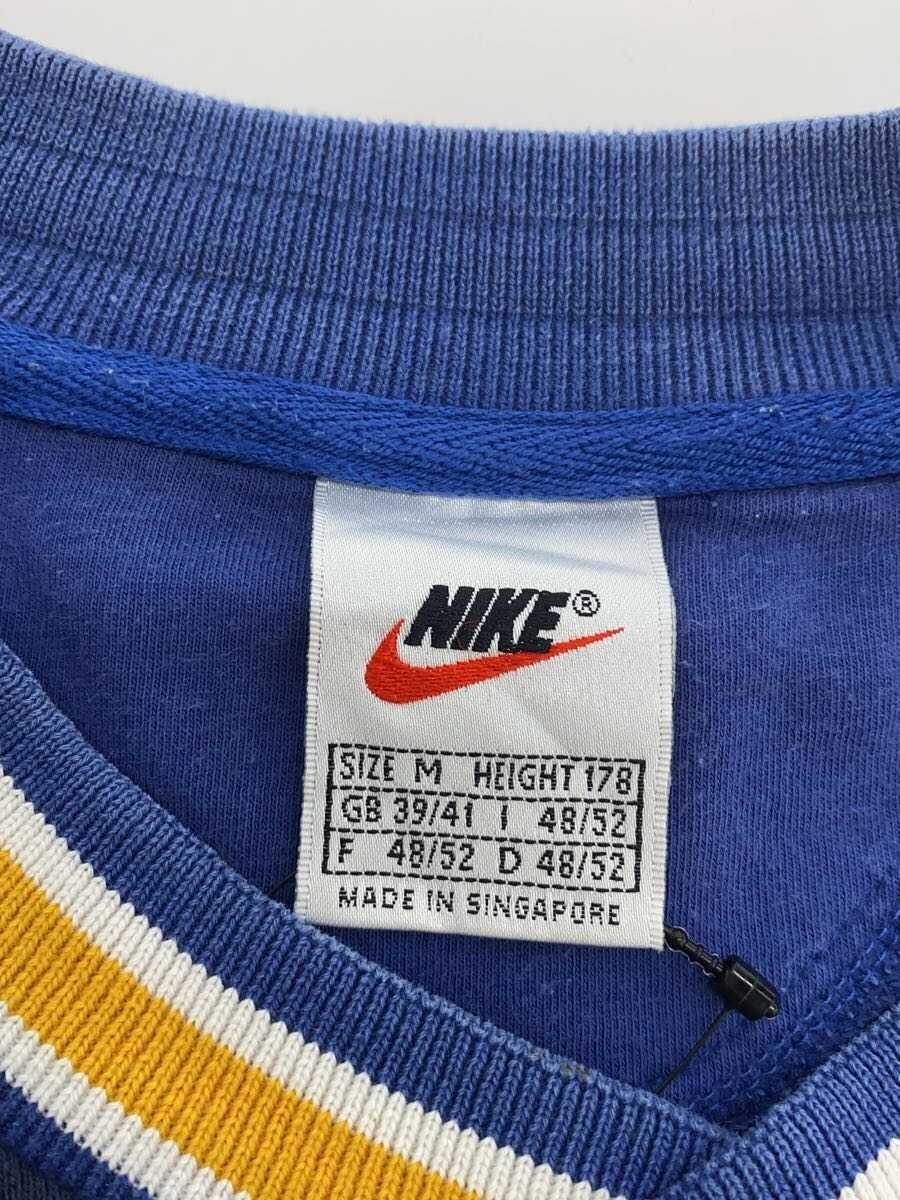 NIKE®
SIZE M HEIGHT 178
GB 39/41 I 48/52
F 48/52 D 48/52
MADE IN SINGAPORE